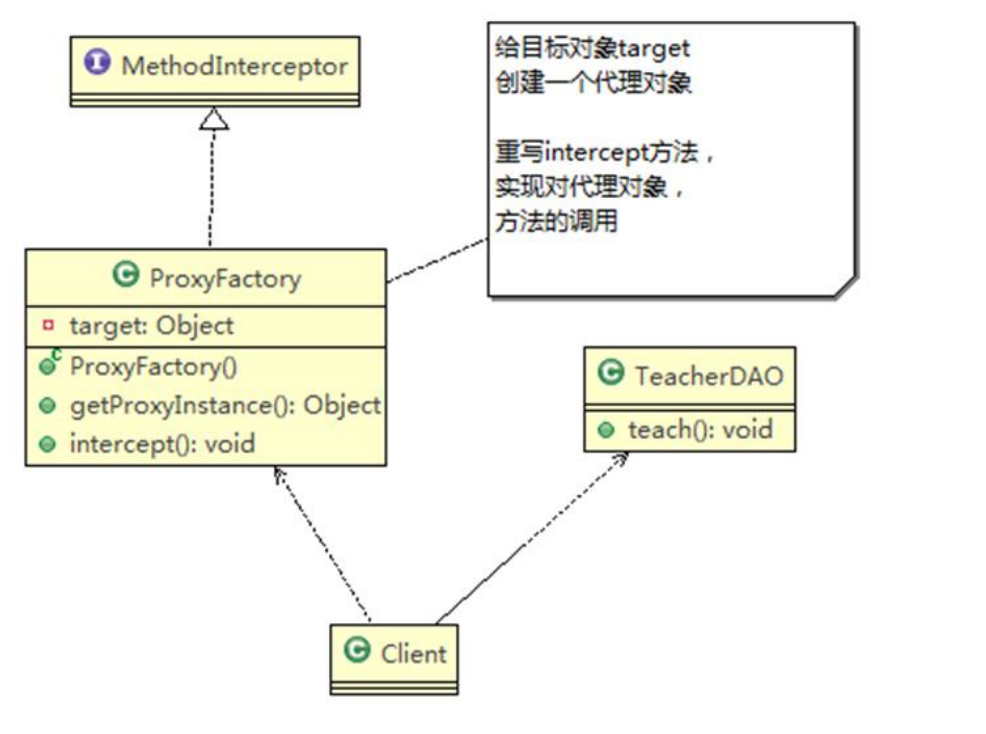 MethodInterceptor
给目标对象target
创建一个代理对象
重写intercept方法，
实现对代理对象，
方法的调用
ProxyFactory
target: Object
ProxyFactory()
getProxyInstance(): Object
intercept(): void
TeacherDAO
teach(): void
Client